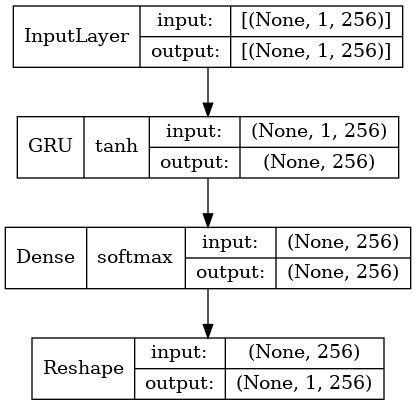 InputLayer input: [(None, 1, 256)]
output: [(None, 1, 256)]
GRU tanh input: (None, 1, 256)
output: (None, 256)
Dense softmax input: (None, 256)
output: (None, 256)
Reshape input: (None, 256)
output: (None, 1, 256)